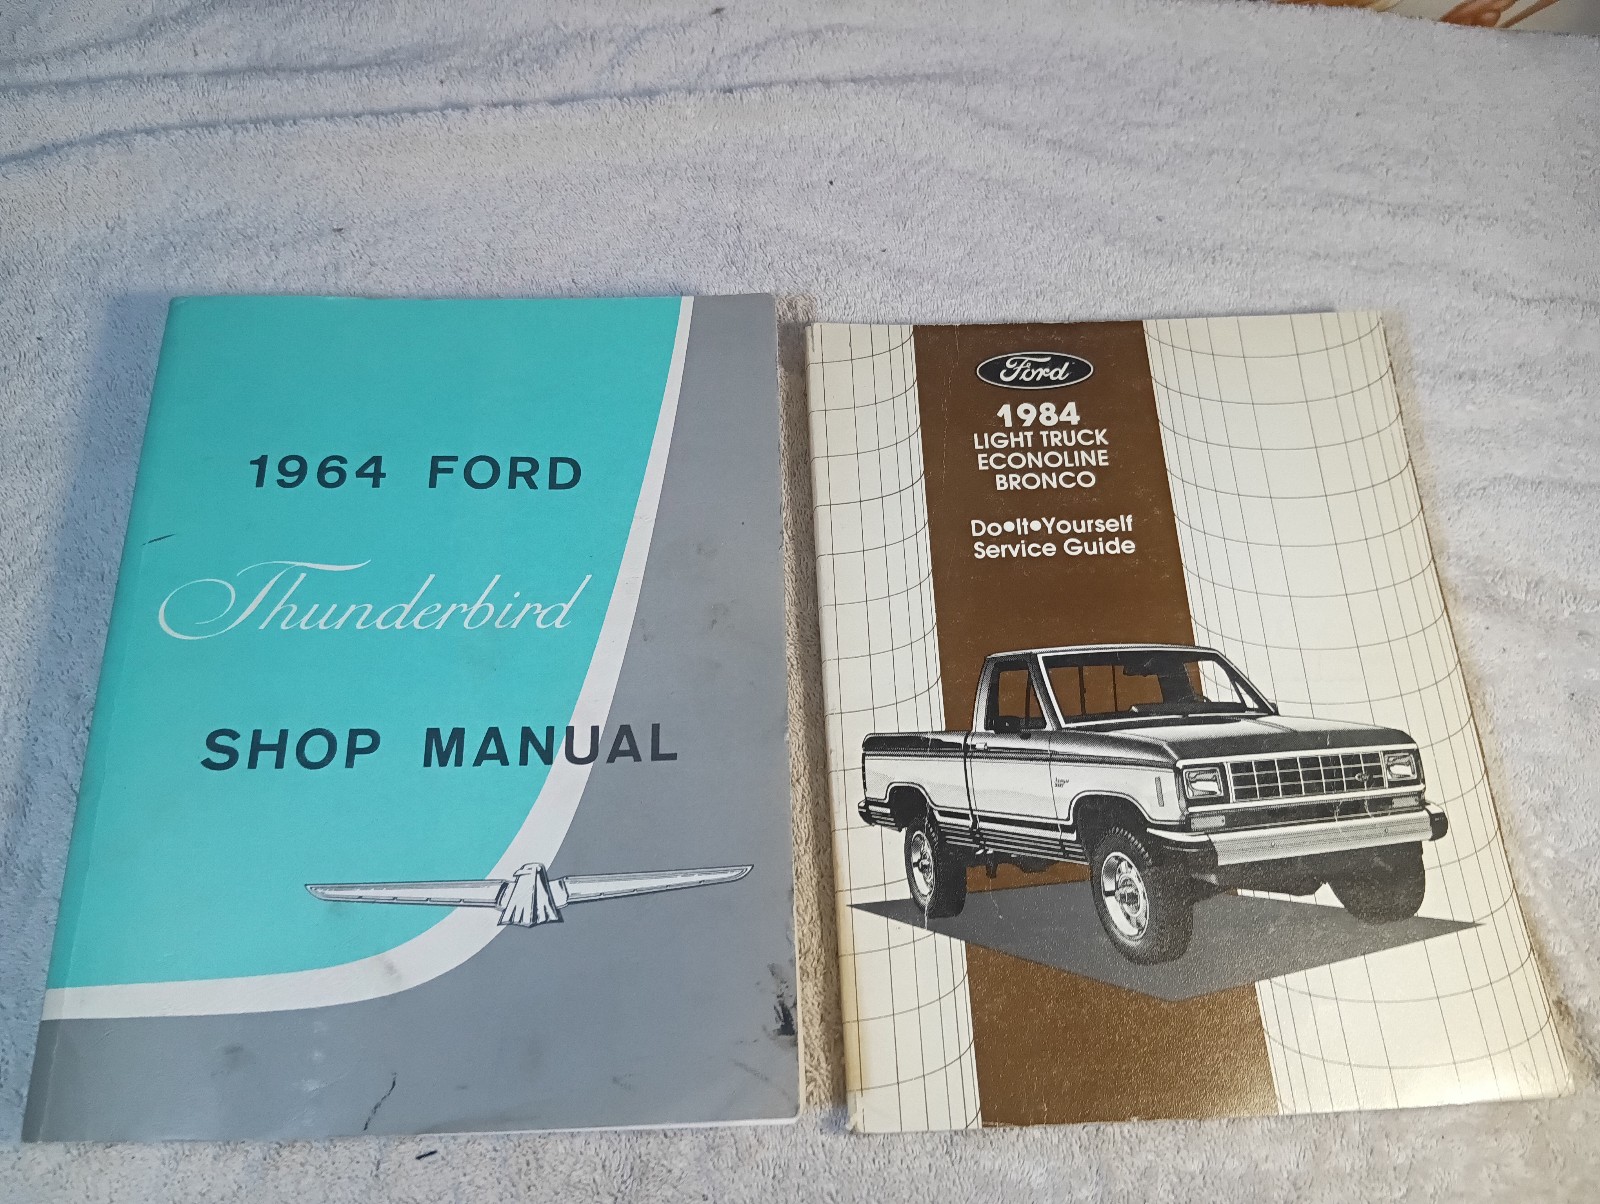 1964 FORD
Thunderbird
SHOP MANUAL
Ford
1984
LIGHT TRUCK
ECONOLINE
BRONCO
Do•It•Yourself
Service Guide